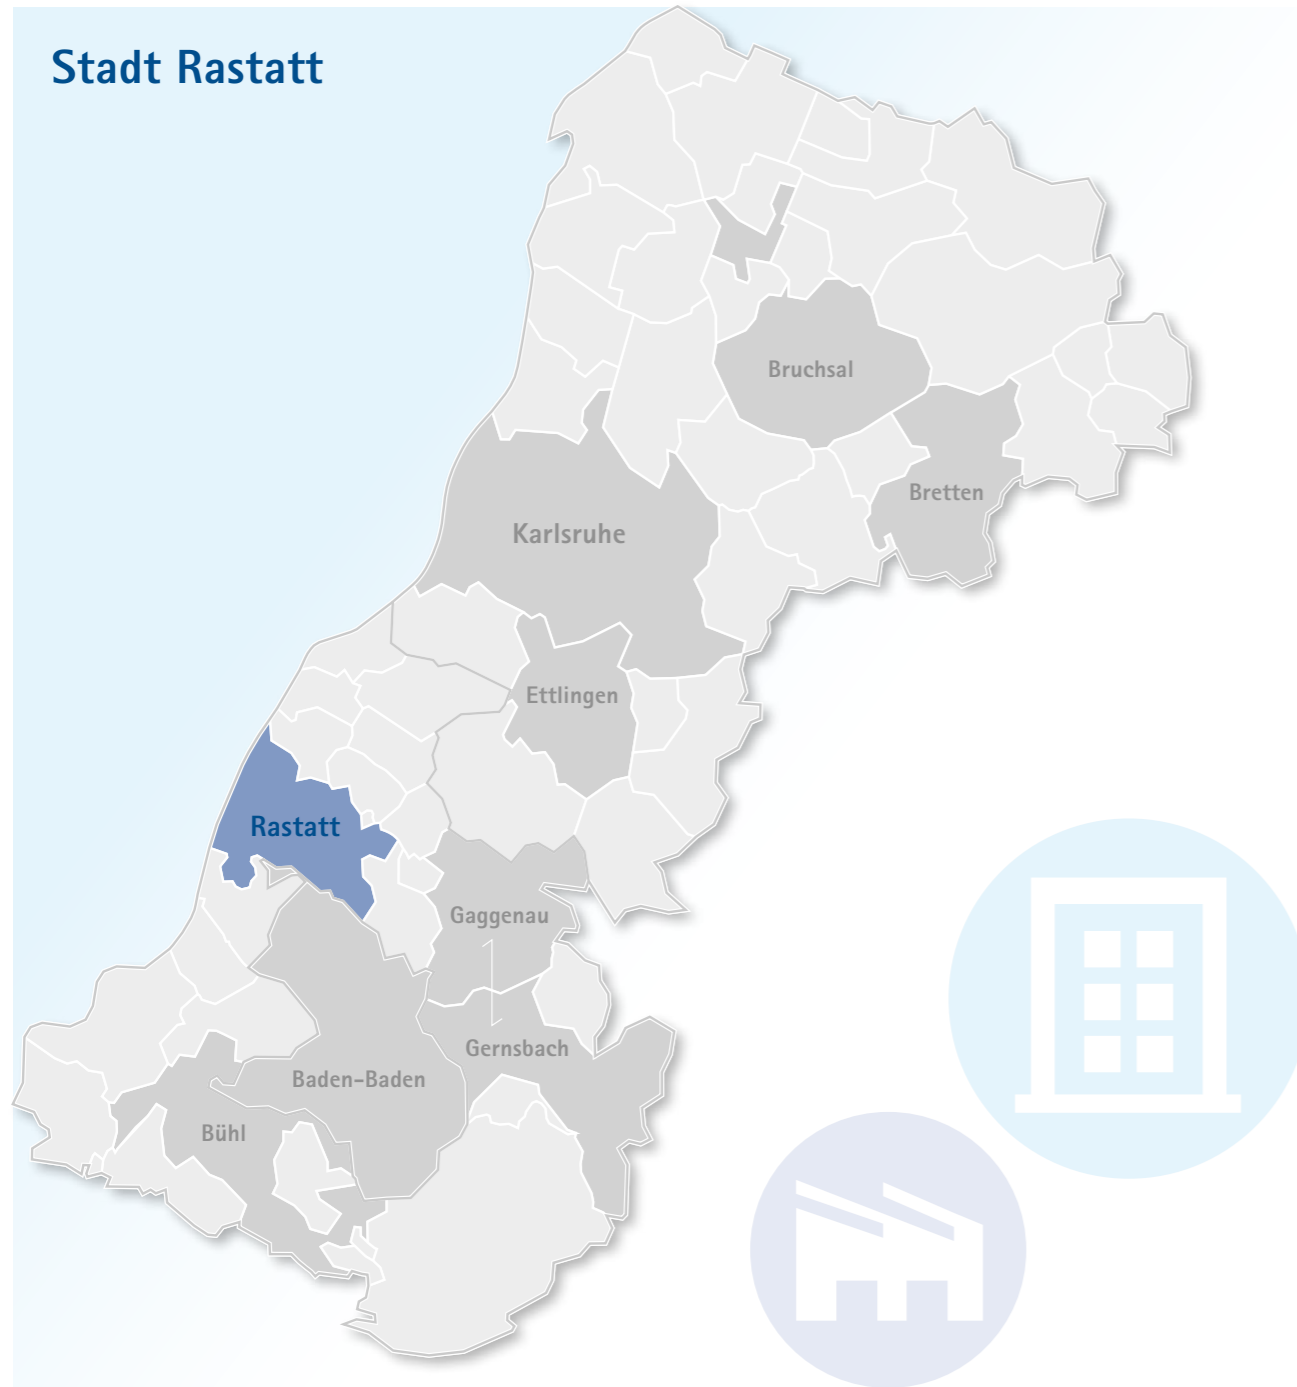 Stadt Rastatt
Bruchsal
Bretten
Karlsruhe
Ettlingen
Rastatt
Gaggenau
Gernsbach
Baden-Baden
Bühl